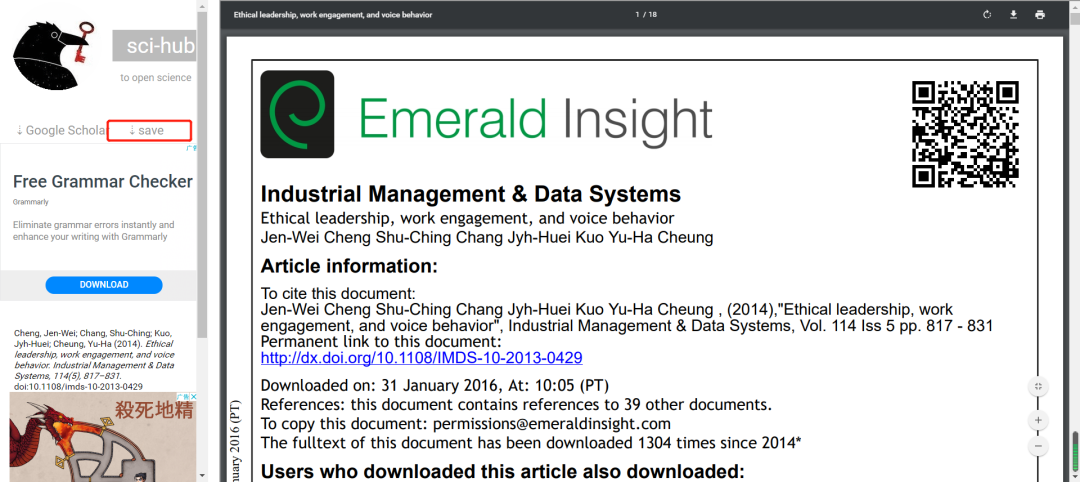 sci-hub
to open science
↓ Google Scholar
↓ save
广告
Free Grammar Checker
Grammarly
Eliminate grammar errors instantly and
enhance your writing with Grammarly
DOWNLOAD
Cheng, Jen-Wei; Chang, Shu-Ching; Kuo,
Jyh-Huei; Cheung, Yu-Ha (2014). Ethical
leadership, work engagement, and voice
behavior. Industrial Management & Data
Systems, 114(5), 817–831.
doi:10.1108/imds-10-2013-0429
广告
殺死地精
Ethical leadership, work engagement, and voice behavior
1 / 18
Emerald Insight
Industrial Management & Data Systems
Ethical leadership, work engagement, and voice behavior
Jen-Wei Cheng Shu-Ching Chang Jyh-Huei Kuo Yu-Ha Cheung
Article information:
To cite this document:
Jen-Wei Cheng Shu-Ching Chang Jyh-Huei Kuo Yu-Ha Cheung , (2014),"Ethical leadership, work
engagement, and voice behavior", Industrial Management & Data Systems, Vol. 114 Iss 5 pp. 817 - 831
Permanent link to this document:
http://dx.doi.org/10.1108/IMDS-10-2013-0429
Downloaded on: 31 January 2016, At: 10:05 (PT)
References: this document contains references to 39 other documents.
To copy this document: permissions@emeraldinsight.com
The fulltext of this document has been downloaded 1304 times since 2014*
Users who downloaded this article also downloaded:
nuary 2016 (PT)